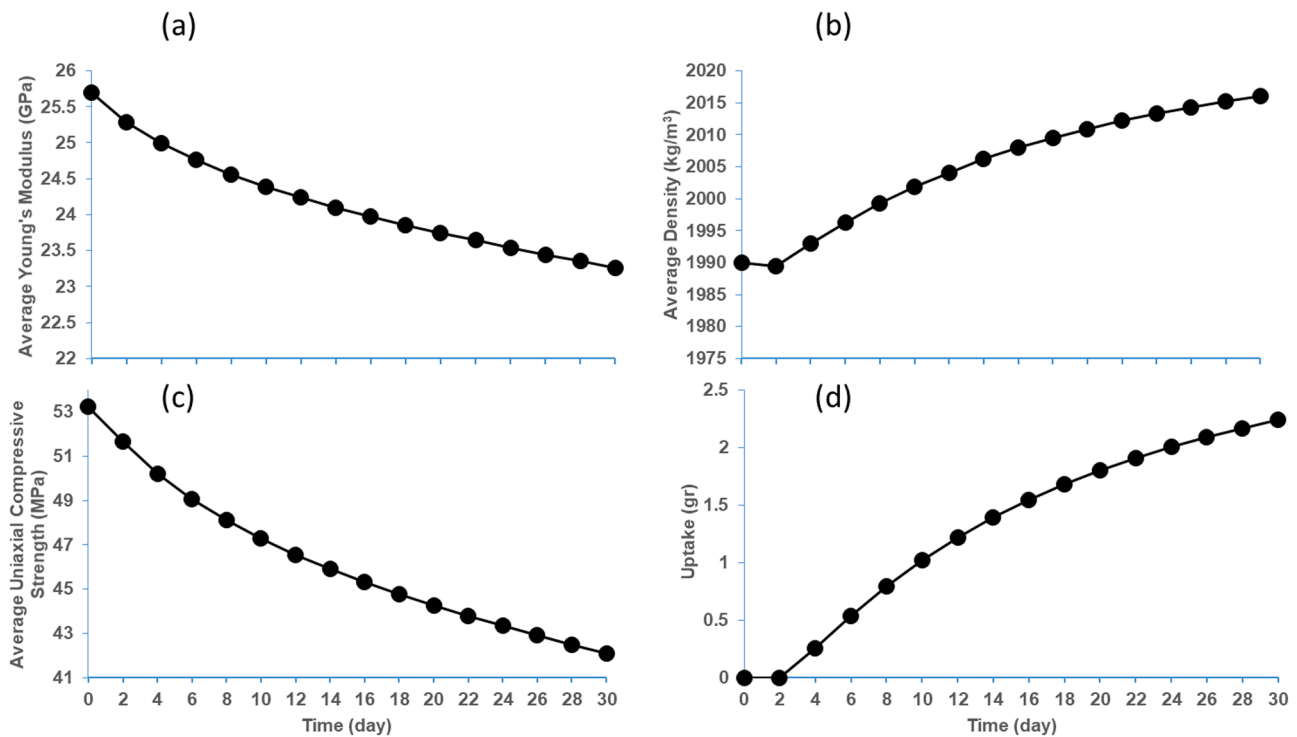 (a)
Average Young's Modulus (GPa)
26
25.5
25
24.5
24
23.5
23
22.5
22
(b)
Average Density (kg/m³)
2020
2015
2010
2005
2000
1995
1990
1985
1980
1975
(c)
Average Uniaxial Compressive
Strength (MPa)
53
51
49
47
45
43
41
0 2 4 6 8 10 12 14 16 18 20 22 24 26 28 30
Time (day)
(d)
Uptake (gr)
2.5
2
1.5
1
0.5
0
0 2 4 6 8 10 12 14 16 18 20 22 24 26 28 30
Time (day)